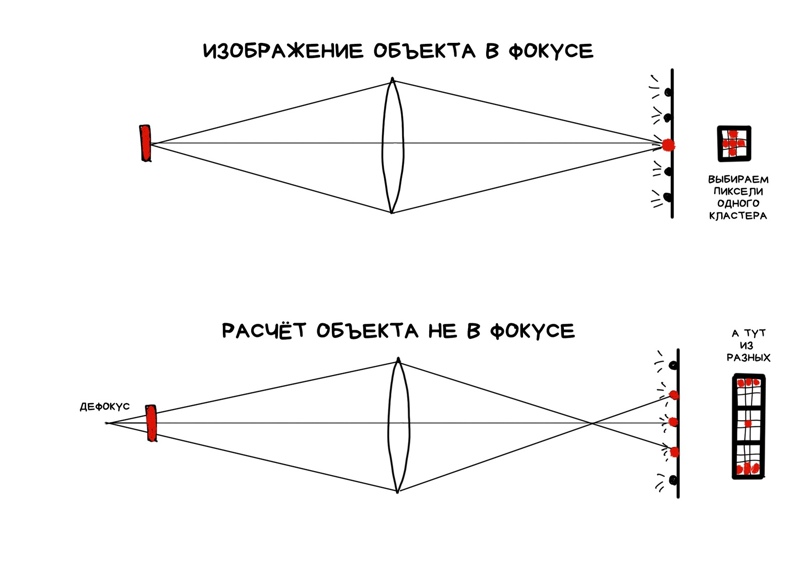 ИЗОБРАЖЕНИЕ ОБЪЕКТА В ФОКУСЕ
ВЫБИРАЕМ
ПИКСЕЛИ
ОДНОГО
КЛАСТЕРА
РАСЧЁТ ОБЪЕКТА НЕ В ФОКУСЕ
А ТУТ
ИЗ
РАЗНЫХ
ДЕФОКУС